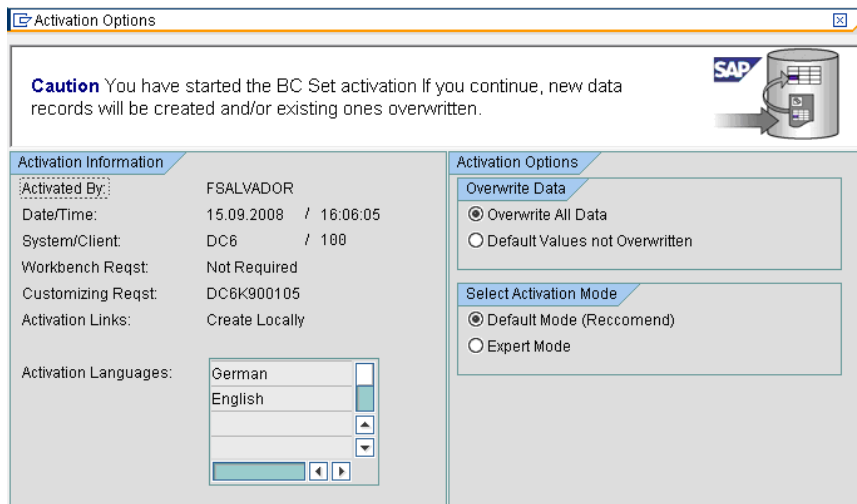 Activation Options
Caution You have started the BC Set activation If you continue, new data
records will be created and/or existing ones overwritten.
SAP
Activation Information
Activated By: FSALVADOR
Date/Time: 15.09.2008 / 16:06:05
System/Client: DC6 / 100
Workbench Reqst: Not Required
Customizing Reqst: DC6K900105
Activation Links: Create Locally
Activation Languages: German
English
Activation Options
Overwrite Data
Overwrite All Data
Default Values not Overwritten
Select Activation Mode
Default Mode (Reccomend)
Expert Mode